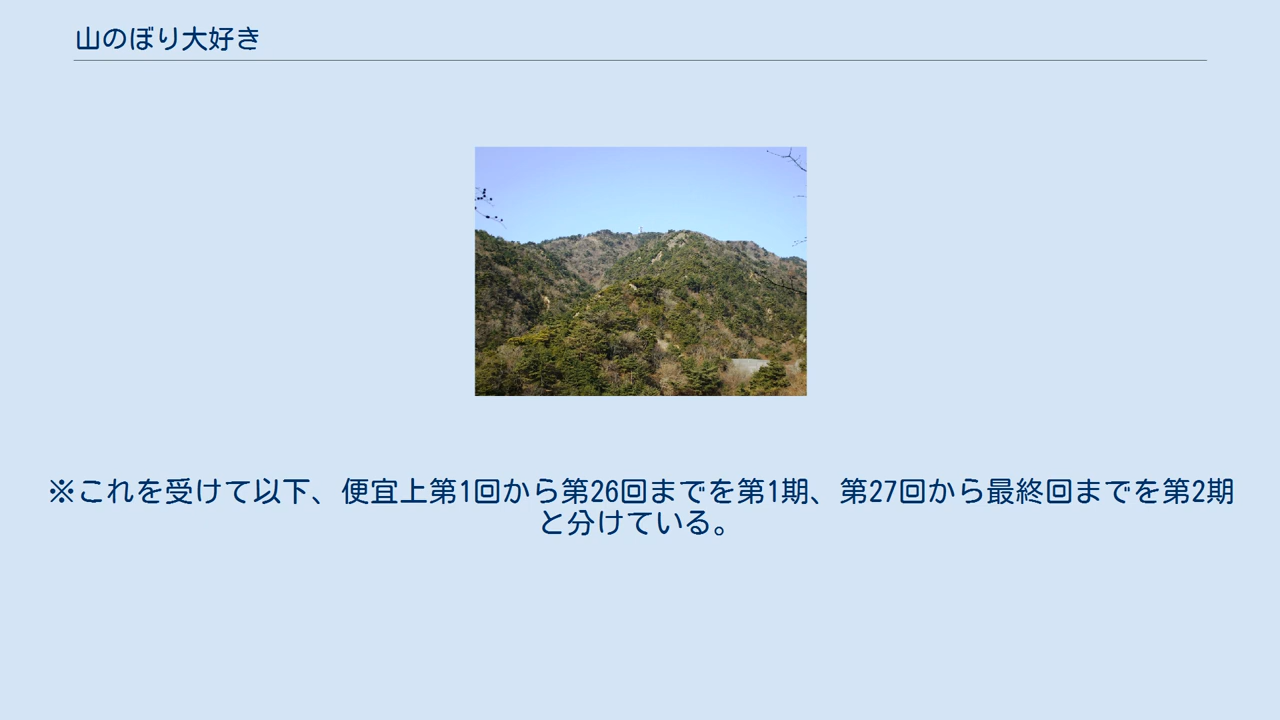 山のぼり大好き
※これを受けて以下、便宜上第1回から第26回までを第1期、第27回から最終回までを第2期
と分けている。